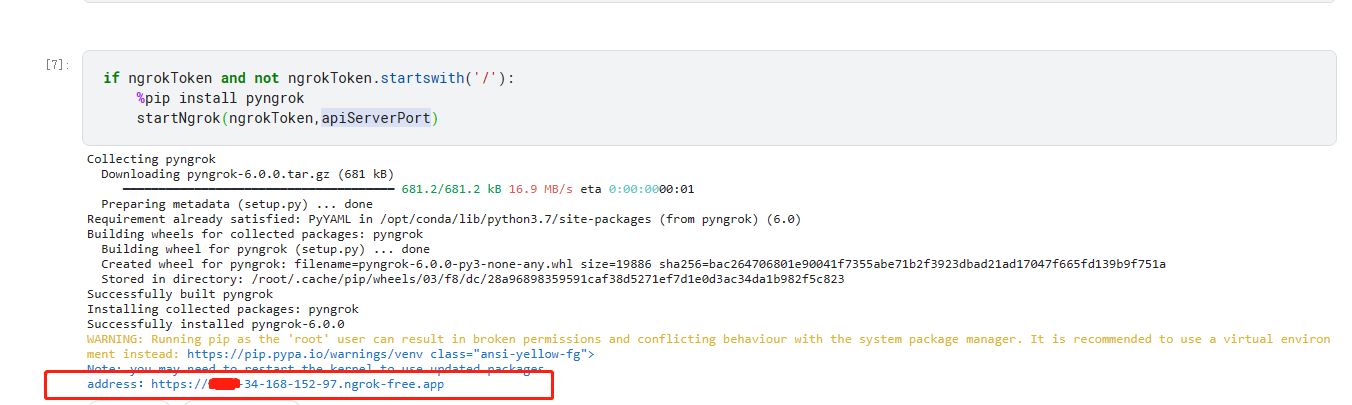 [7]:
if ngrokToken and not ngrokToken.startswith('/'):
%pip install pyngrok
startNgrok(ngrokToken,apiServerPort)
Collecting pyngrok
Downloading pyngrok-6.0.0.tar.gz (681 kB)
681.2/681.2 kB 16.9 MB/s eta 0:00:0000:01
Preparing metadata (setup.py) ... done
Requirement already satisfied: PyYAML in /opt/conda/lib/python3.7/site-packages (from pyngrok) (6.0)
Building wheels for collected packages: pyngrok
Building wheel for pyngrok (setup.py) ... done
Created wheel for pyngrok: filename=pyngrok-6.0.0-py3-none-any.whl size=19886 sha256=bac264706801e90041f7355abe71b2f3923dbad21ad17047f665fd139b9f751a
Stored in directory: /root/.cache/pip/wheels/03/f8/dc/28a96898359591caf38d5271ef7d1e0d3ac34da1b982f5c823
Successfully built pyngrok
Installing collected packages: pyngrok
Successfully installed pyngrok-6.0.0
WARNING: Running pip as the 'root' user can result in broken permissions and conflicting behaviour with the system package manager. It is recommended to use a virtual environ
ment instead: https://pip.pypa.io/warnings/venv class="ansi-yellow-fg">
Note: you may need to restart the kernel to use updated packages.
address: https://-34-168-152-97.ngrok-free.app